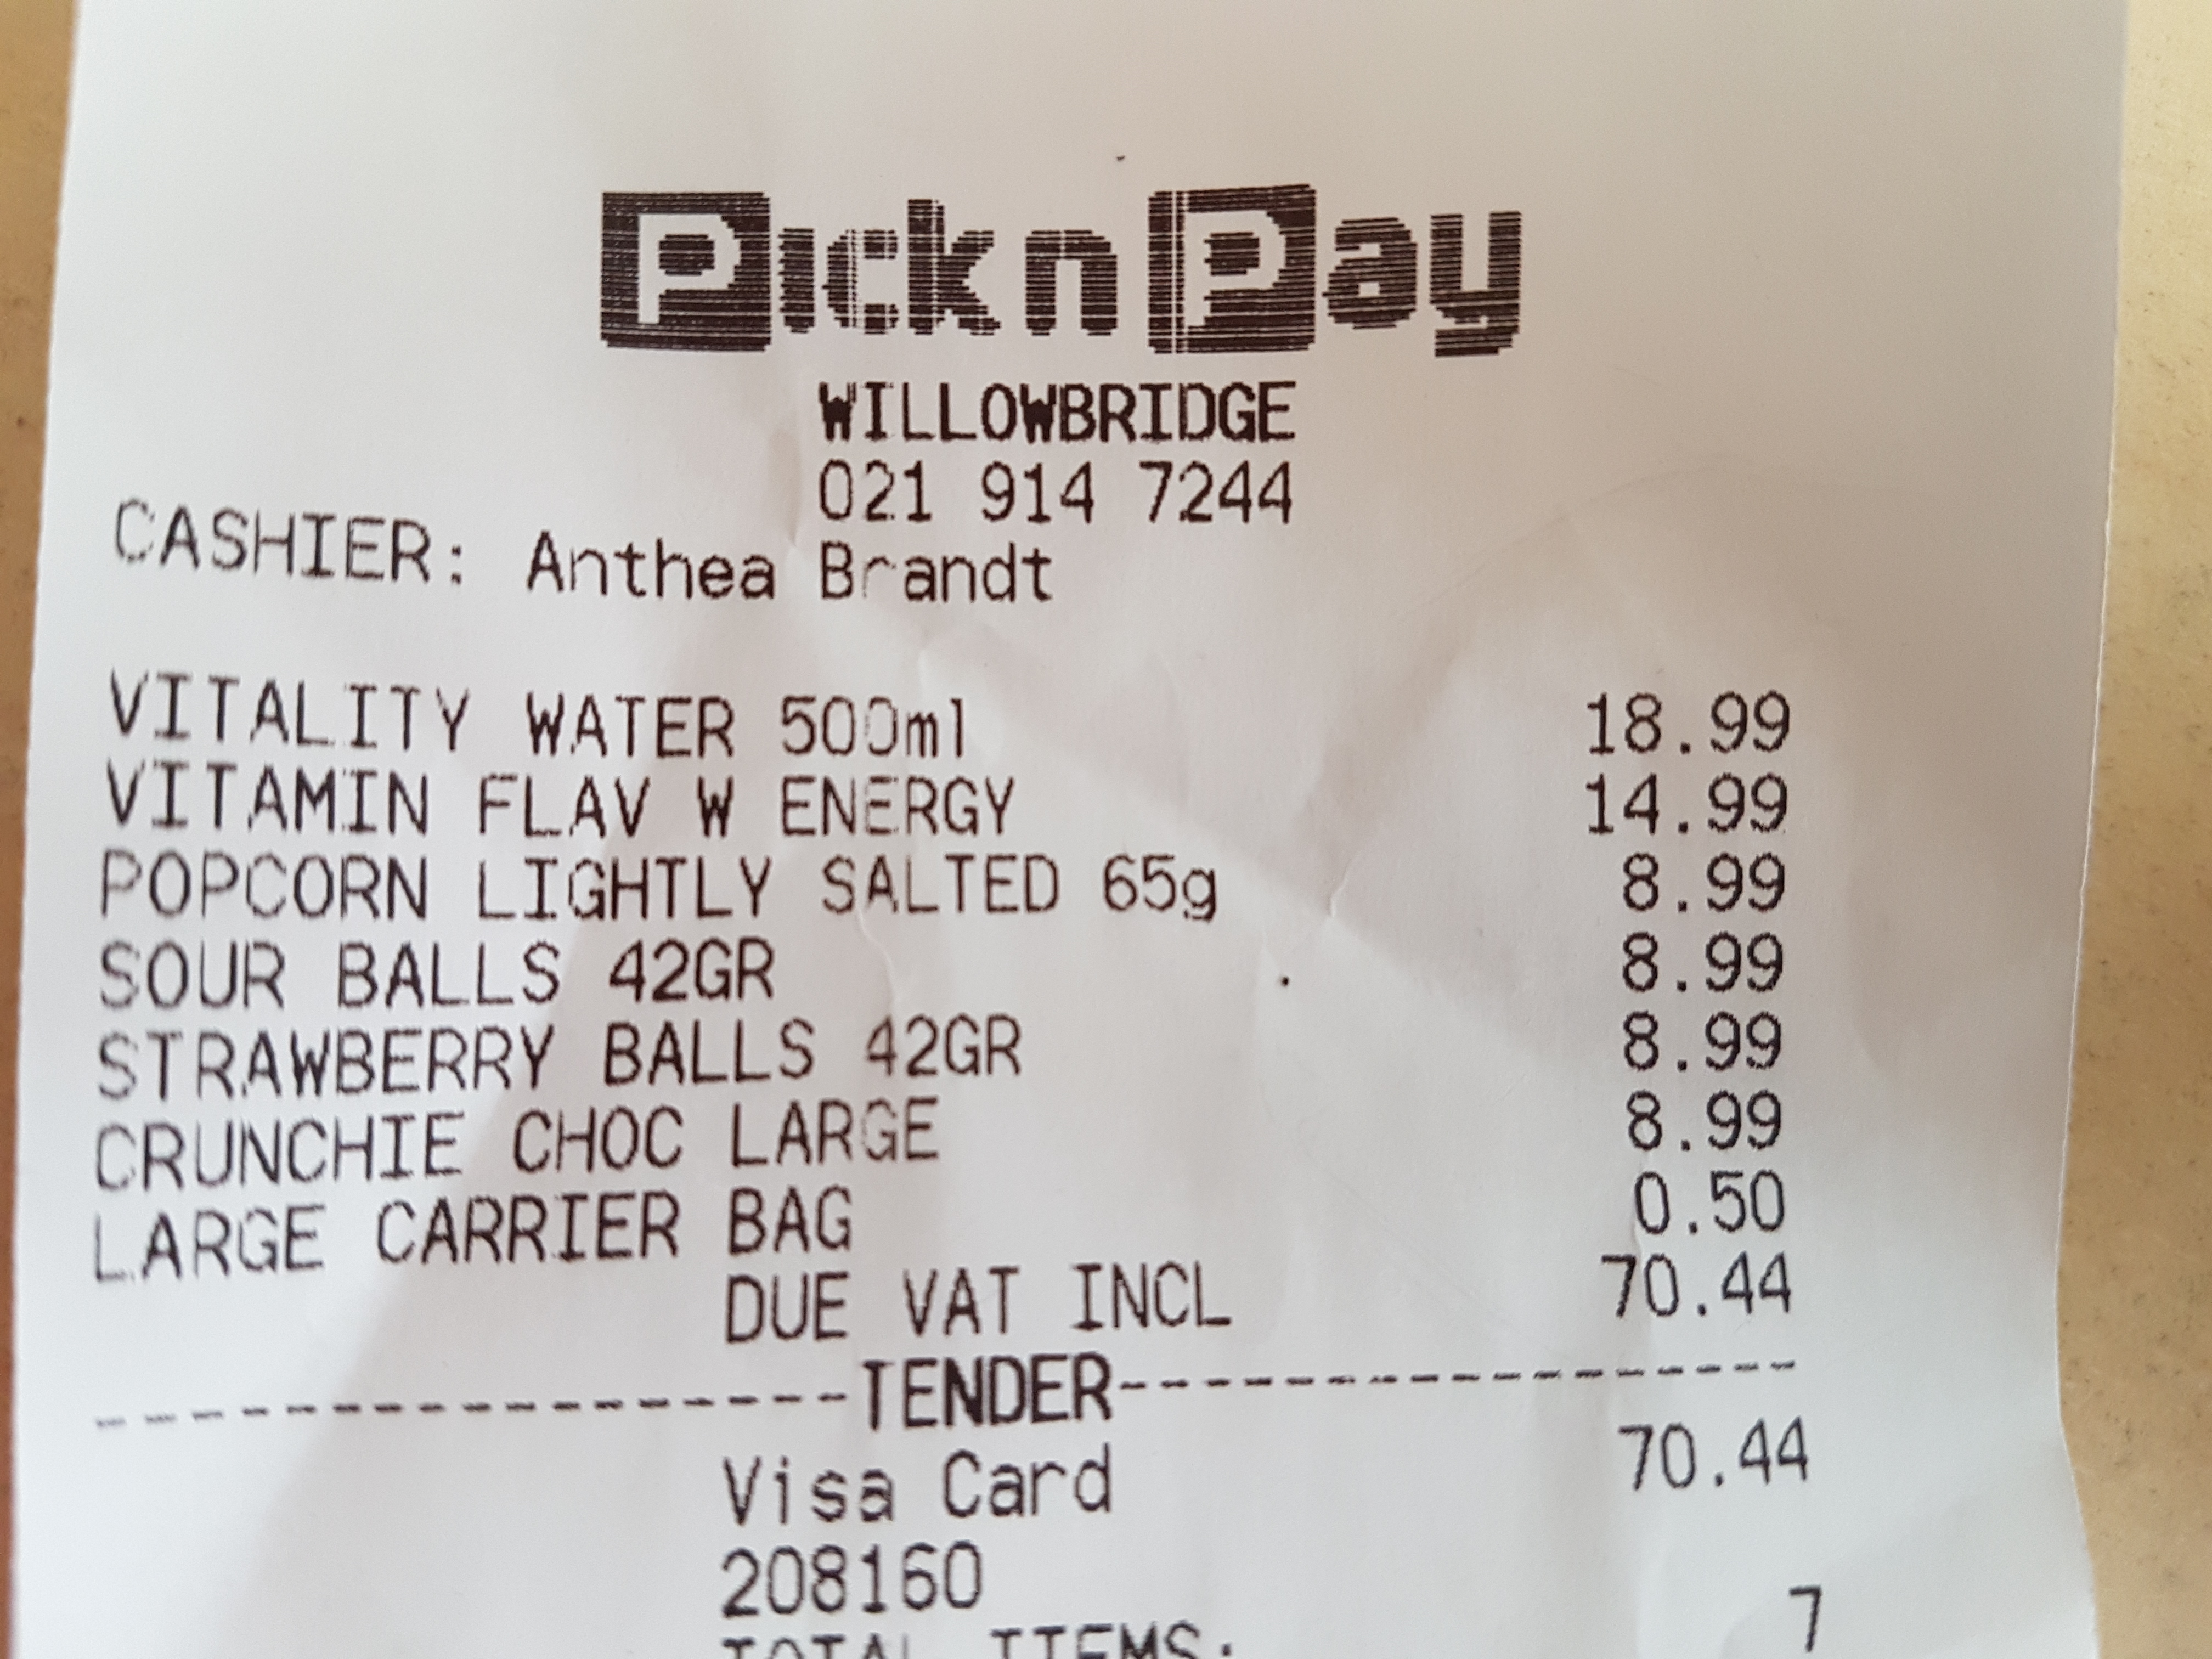 Pick n Pay
WILLOWBRIDGE
021 914 7244
CASHIER: Anthea Brandt
VITALITY WATER 500ml 18.99
VITAMIN FLAV W ENERGY 14.99
POPCORN LIGHTLY SALTED 65g 8.99
SOUR BALLS 42GR 8.99
STRAWBERRY BALLS 42GR 8.99
CRUNCHIE CHOC LARGE 8.99
LARGE CARRIER BAG 0.50
DUE VAT INCL 70.44
-----------------TENDER-----------------
Visa Card 70.44
208160
TOTAL ITEMS: 7